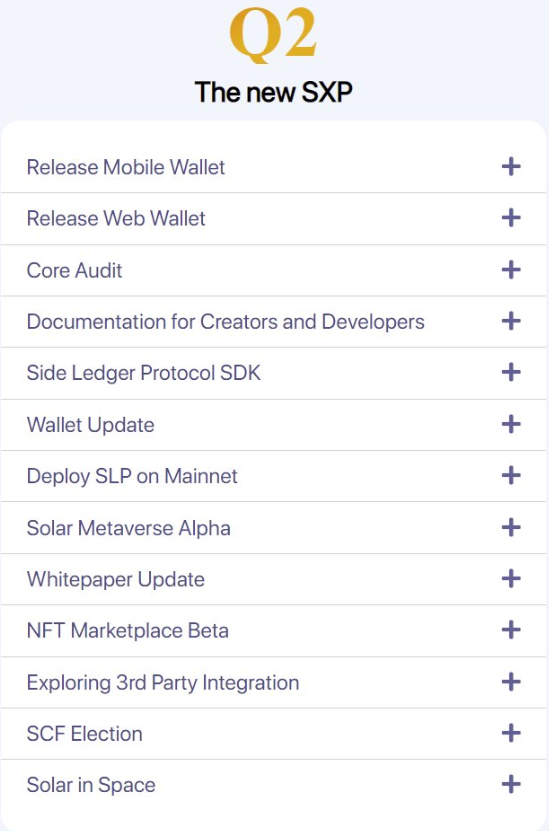 Q2
The new SXP
Release Mobile Wallet
Release Web Wallet
Core Audit
Documentation for Creators and Developers
Side Ledger Protocol SDK
Wallet Update
Deploy SLP on Mainnet
Solar Metaverse Alpha
Whitepaper Update
NFT Marketplace Beta
Exploring 3rd Party Integration
SCF Election
Solar in Space